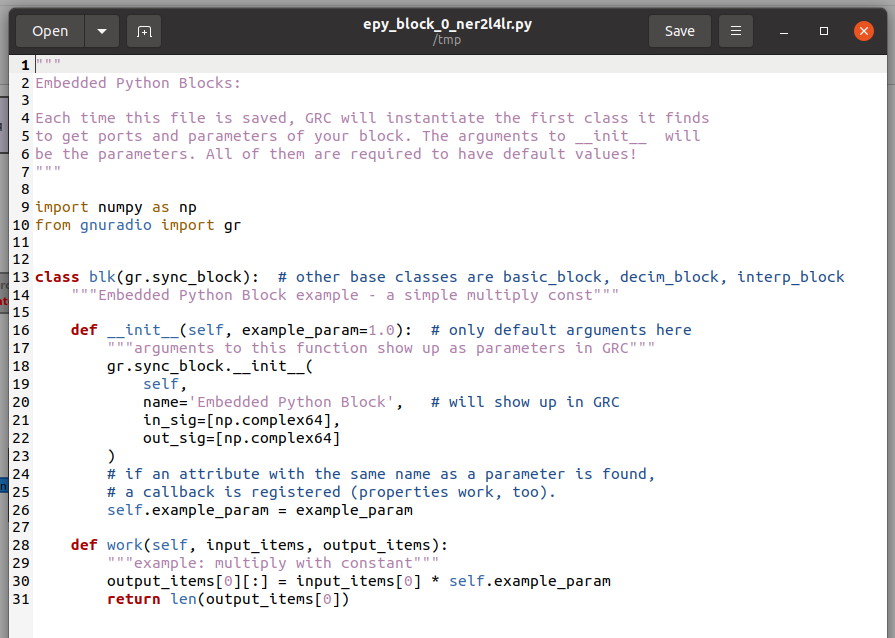 Open
epy_block_0_ner2l4lr.py
/tmp
Save
1 """
2 Embedded Python Blocks:
3
4 Each time this file is saved, GRC will instantiate the first class it finds
5 to get ports and parameters of your block. The arguments to __init__  will
6 be the parameters. All of them are required to have default values!
7 """
8
9 import numpy as np
10 from gnuradio import gr
11
12
13 class blk(gr.sync_block):  # other base classes are basic_block, decim_block, interp_block
14     """Embedded Python Block example - a simple multiply const"""
15
16     def __init__(self, example_param=1.0):  # only default arguments here
17         """arguments to this function show up as parameters in GRC"""
18         gr.sync_block.__init__(
19             self,
20             name='Embedded Python Block',   # will show up in GRC
21             in_sig=[np.complex64],
22             out_sig=[np.complex64]
23         )
24         # if an attribute with the same name as a parameter is found,
25         # a callback is registered (properties work, too).
26         self.example_param = example_param
27
28     def work(self, input_items, output_items):
29         """example: multiply with constant"""
30         output_items[0][:] = input_items[0] * self.example_param
31         return len(output_items[0])